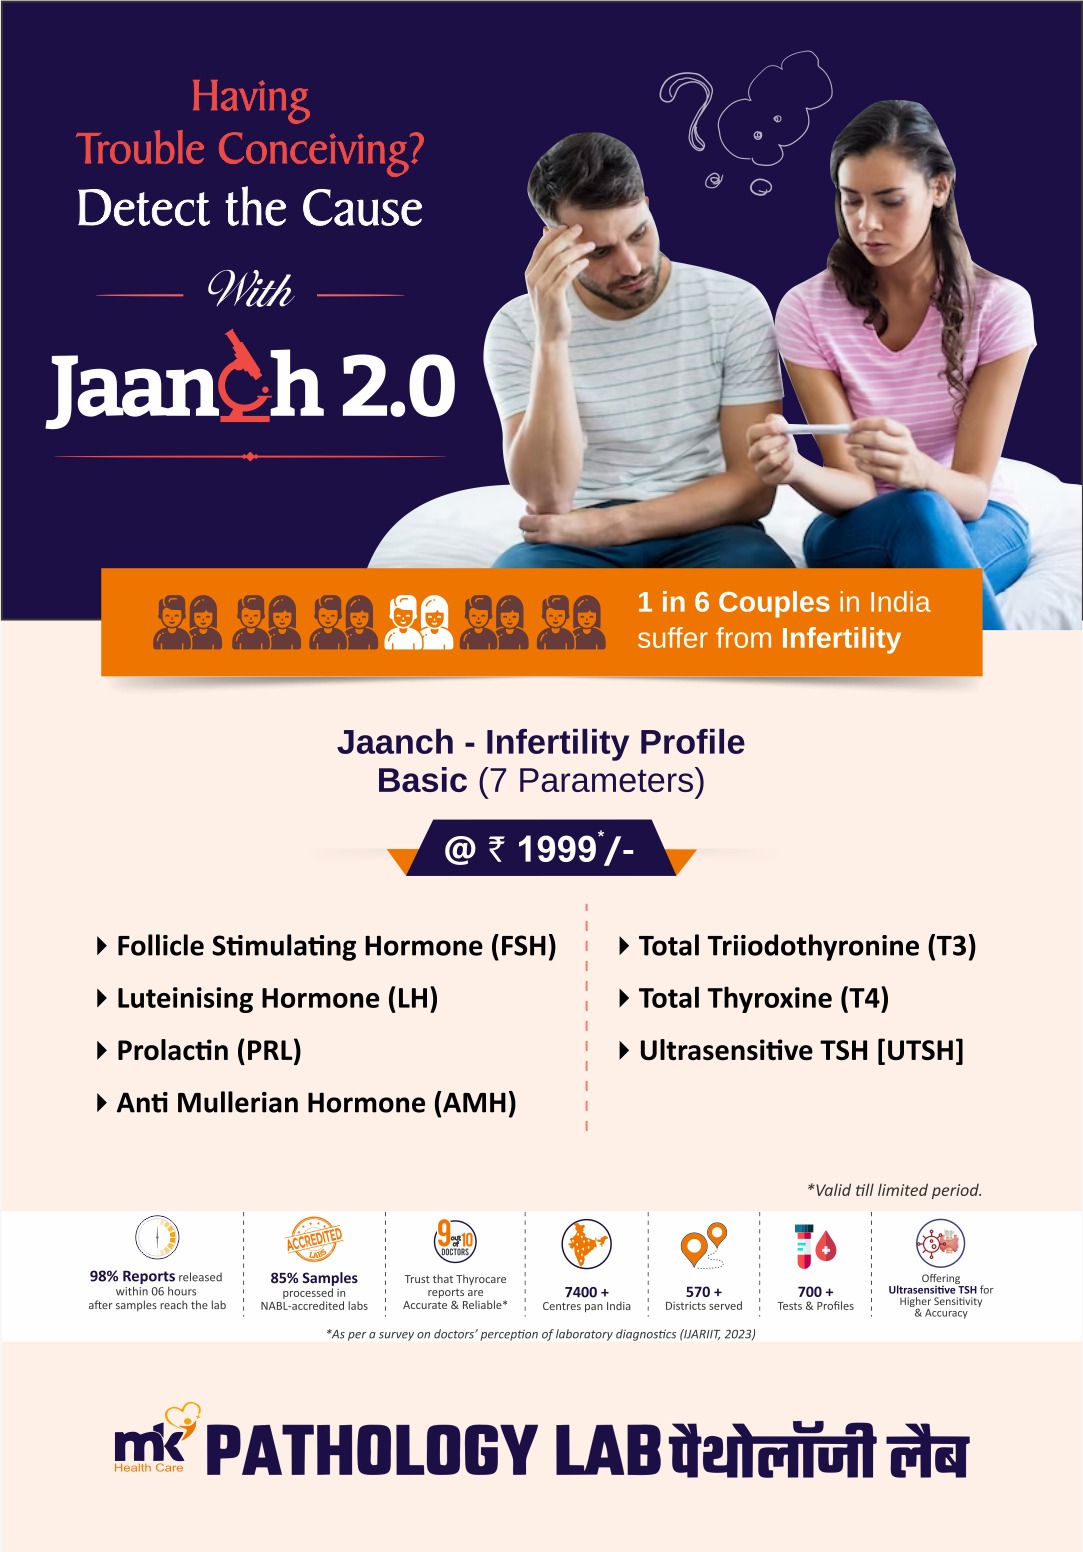 Having
Trouble Conceiving?
Detect the Cause
With
Jaanch 2.0
1 in 6 Couples in India
suffer from Infertility
Jaanch - Infertility Profile
Basic (7 Parameters)
@ ₹ 1999*/-
Follicle Stimulating Hormone (FSH)
Luteinising Hormone (LH)
Prolactin (PRL)
Anti Mullerian Hormone (AMH)
Total Triiodothyronine (T3)
Total Thyroxine (T4)
Ultrasensitive TSH [UTSH]
*Valid till limited period.
98% Reports released
within 06 hours
after samples reach the lab
ACCREDITED
LABS
85% Samples
processed in
NABL-accredited labs
9 out of 10
DOCTORS
Trust that Thyrocare
reports are
Accurate & Reliable*
7400 +
Centres pan India
570 +
Districts served
700 +
Tests & Profiles
Offering
Ultrasensitive TSH for
Higher Sensitivity
& Accuracy
*As per a survey on doctors' perception of laboratory diagnostics (IJARIIT, 2023)
mk
Health Care
PATHOLOGY LAB पैथोलॉजी लैब